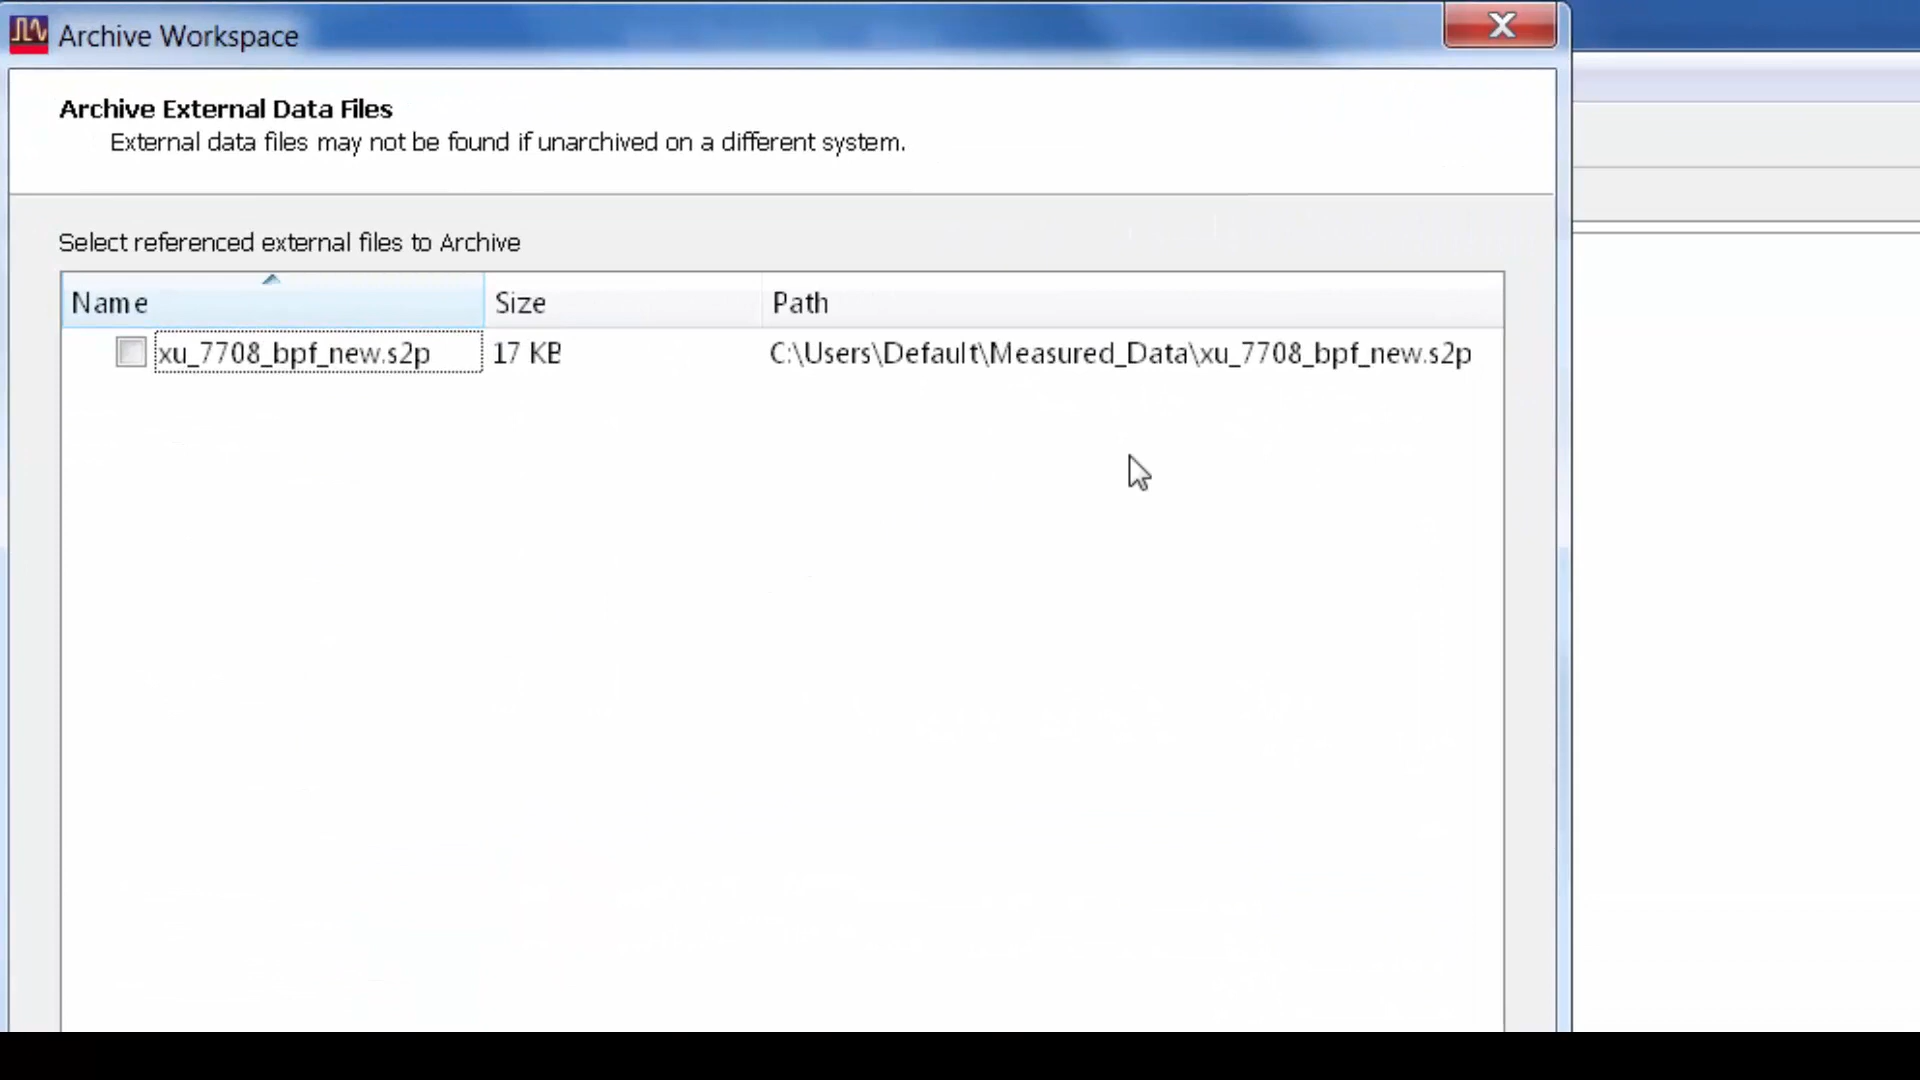 Archive Workspace
Archive External Data Files
External data files may not be found if unarchived on a different system.
Select referenced external files to Archive
Name Size Path
xu_7708_bpf_new.s2p 17 KB C:\Users\Default\Measured_Data\xu_7708_bpf_new.s2p